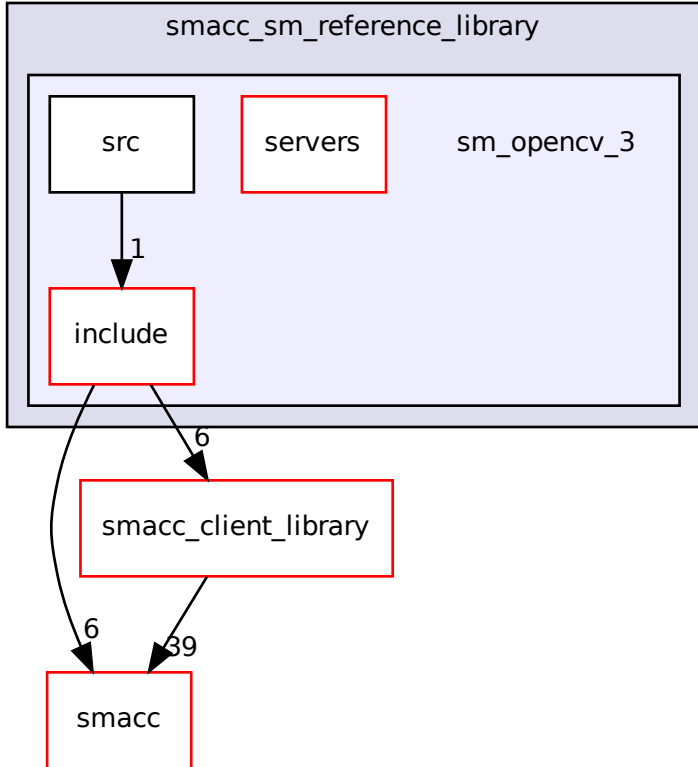 smacc_sm_reference_library
src
servers
sm_opencv_3
1
include
6
smacc_client_library
6
39
smacc